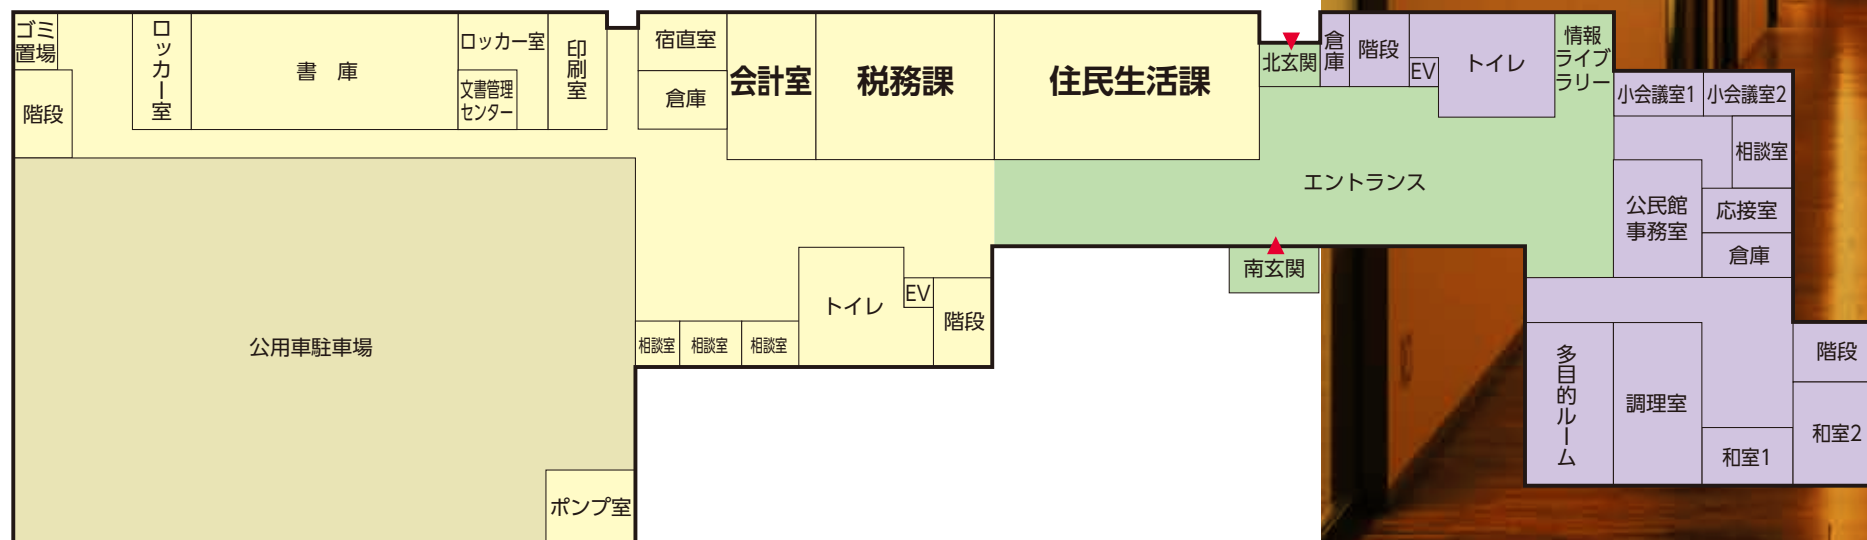 ゴミ
置場
階段
ロッカー室
書 庫
ロッカー室
文書管理
センター
印刷室
宿直室
倉庫
会計室
税務課
住民生活課
北玄関
倉庫
階段
EV
トイレ
情報
ライブ
ラリー
小会議室1
小会議室2
相談室
エントランス
公民館
事務室
応接室
倉庫
南玄関
トイレ
EV
階段
相談室
相談室
相談室
公用車駐車場
ポンプ室
多目的ルーム
調理室
和室1
階段
和室2